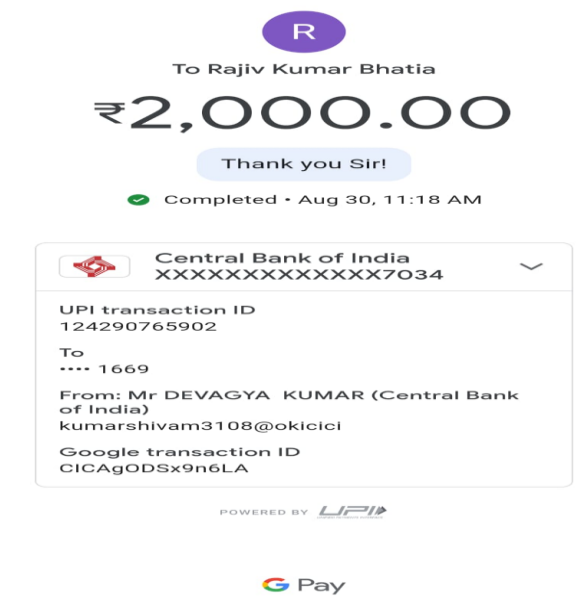 R
To Rajiv Kumar Bhatia
₹2,000.00
Thank you Sir!
Completed • Aug 30, 11:18 AM
Central Bank of India
XXXXXXXXXXXXX7034
UPI transaction ID
124290765902
To
•••• 1669
From: Mr DEVAGYA  KUMAR (Central Bank
of India)
kumarshivam3108@okicici
Google transaction ID
CICAgODSx9n6LA
POWERED BY UPI
G Pay